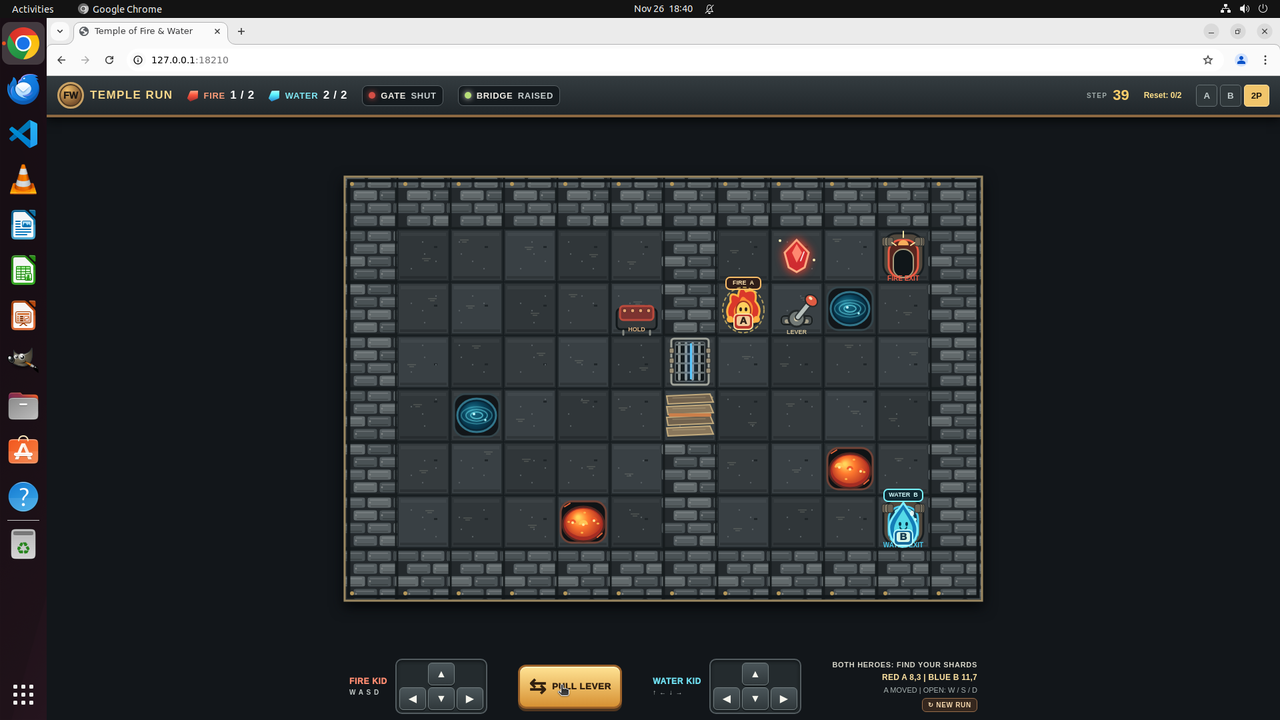 Activities
Google Chrome
Nov 26 18:40
Temple of Fire & Water
127.0.0.1:18210
FW
TEMPLE RUN
FIRE 1 / 2
WATER 2 / 2
GATE SHUT
BRIDGE RAISED
STEP 39
Reset: 0/2
A
B
2P
FIRE EXIT
FIRE A
A
HOLD
LEVER
WATER B
B
WATER EXIT
FIRE KID
W A S D
PULL LEVER
WATER KID
↑ ← ↓ →
BOTH HEROES: FIND YOUR SHARDS
RED A 8,3 | BLUE B 11,7
A MOVED | OPEN: W / S / D
↻ NEW RUN